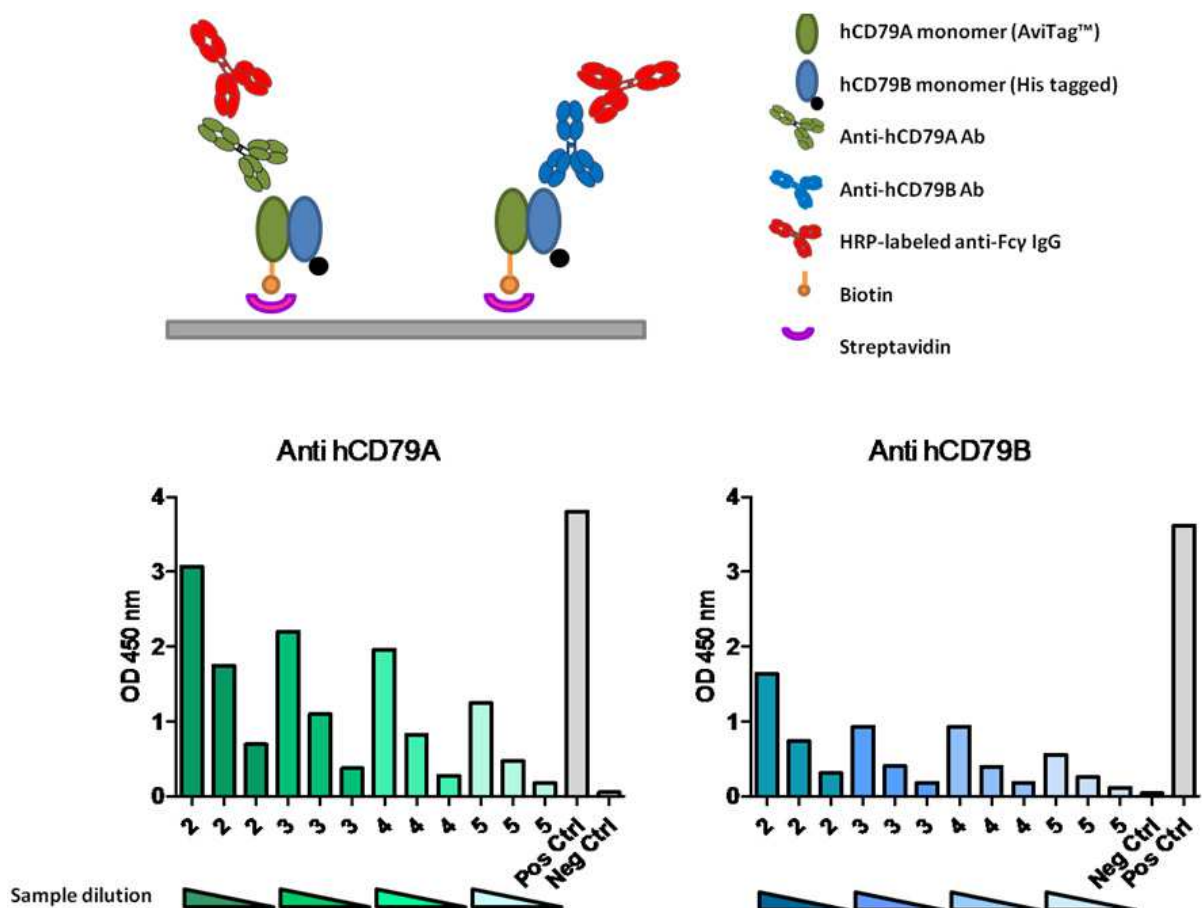 hCD79A monomer (AviTag™)
hCD79B monomer (His tagged)
Anti-hCD79A Ab
Anti-hCD79B Ab
HRP-labeled anti-Fcγ IgG
Biotin
Streptavidin
Anti hCD79A
OD 450 nm
4
3
2
1
0
2 2 2 3 3 3 4 4 4 5 5 5 Pos Ctrl Neg Ctrl
Anti hCD79B
OD 450 nm
4
3
2
1
0
2 2 2 3 3 3 4 4 4 5 5 5 Neg Ctrl Pos Ctrl
Sample dilution